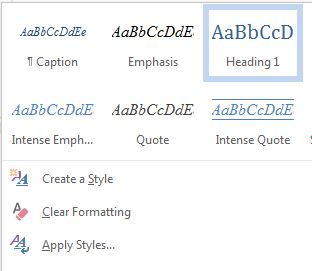 AaBbCcDdEe AaBbCcDdE AaBbCcD
¶ Caption Emphasis Heading 1
AaBbCcDdE AaBbCcDdE AaBbCcDdE
Intense Emph... Quote Intense Quote
Create a Style
Clear Formatting
Apply Styles...